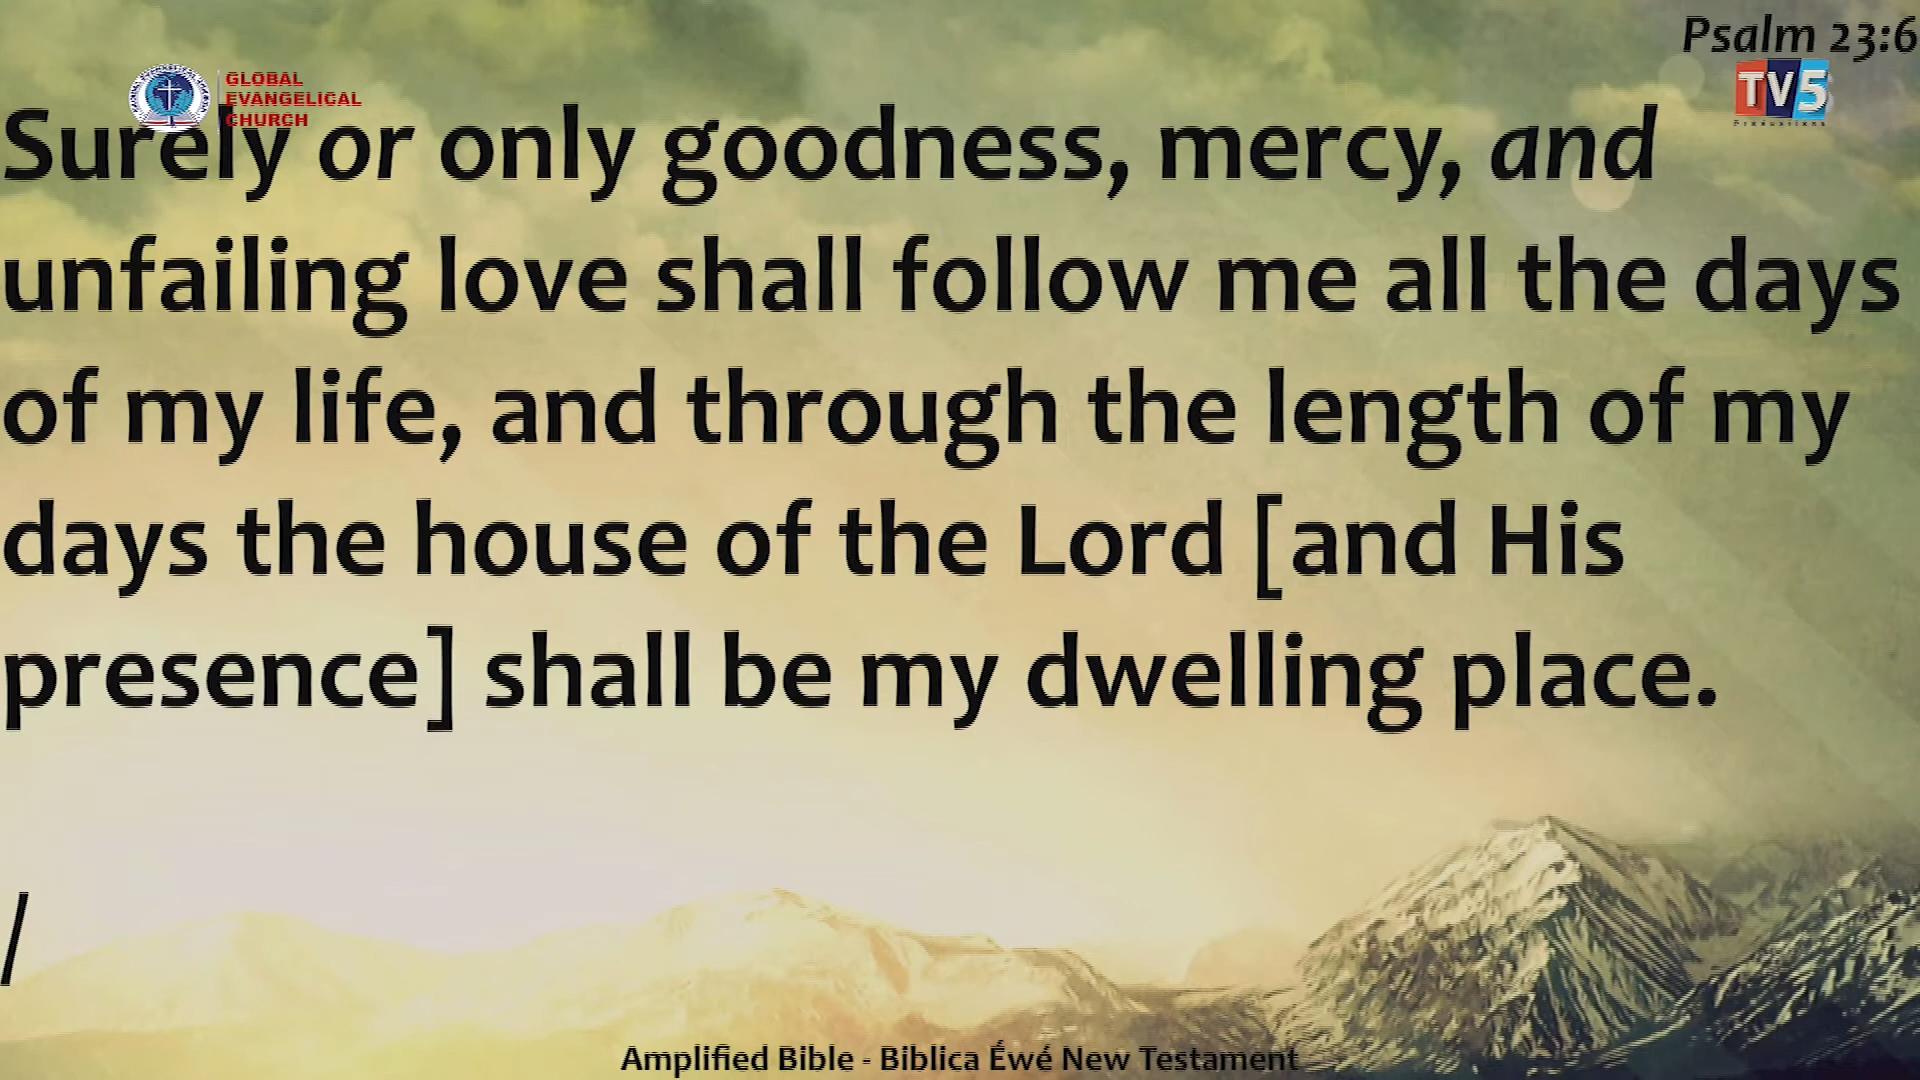 Psalm 23:6
GLOBAL
EVANGELICAL
CHURCH
TV5
Surely or only goodness, mercy, and
unfailing love shall follow me all the days
of my life, and through the length of my
days the house of the Lord [and His
presence] shall be my dwelling place.
/
Amplified Bible - Biblica Éwé New Testament